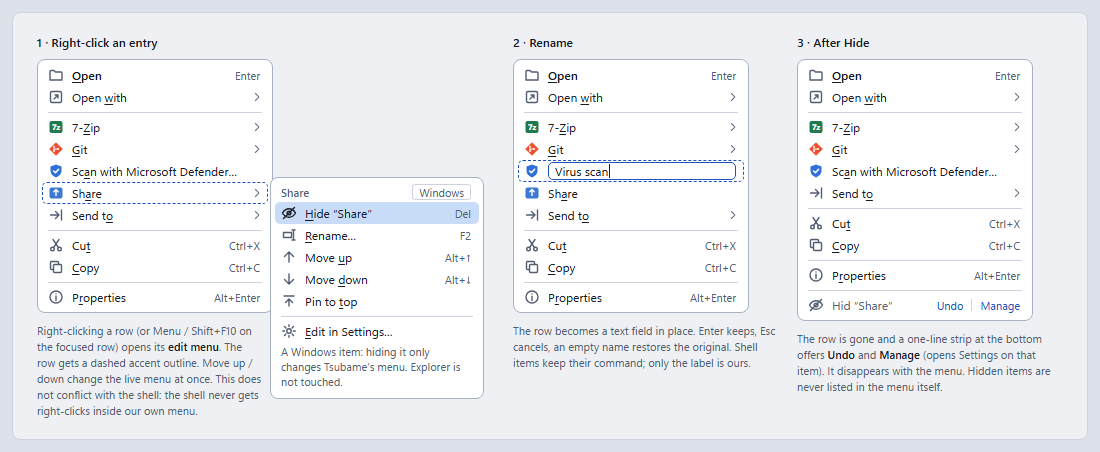 1 · Right-click an entry
Open Enter
Open with
7z 7-Zip
Git
Scan with Microsoft Defender...
Share
Send to
Cut Ctrl+X
Copy Ctrl+C
Properties Alt+Enter
Share Windows
Hide “Share” Del
Rename... F2
Move up Alt+↑
Move down Alt+↓
Pin to top
Edit in Settings...
A Windows item: hiding it only
changes Tsubame's menu. Explorer is
not touched.
Right-clicking a row (or Menu / Shift+F10 on
the focused row) opens its edit menu. The
row gets a dashed accent outline. Move up /
down change the live menu at once. This does
not conflict with the shell: the shell never gets
right-clicks inside our own menu.
2 · Rename
Open Enter
Open with
7z 7-Zip
Git
Virus scan
Share
Send to
Cut Ctrl+X
Copy Ctrl+C
Properties Alt+Enter
The row becomes a text field in place. Enter keeps, Esc
cancels, an empty name restores the original. Shell
items keep their command; only the label is ours.
3 · After Hide
Open Enter
Open with
7z 7-Zip
Git
Scan with Microsoft Defender...
Send to
Cut Ctrl+X
Copy Ctrl+C
Properties Alt+Enter
Hid “Share” Undo Manage
The row is gone and a one-line strip at the bottom
offers Undo and Manage (opens Settings on that
item). It disappears with the menu. Hidden items are
never listed in the menu itself.